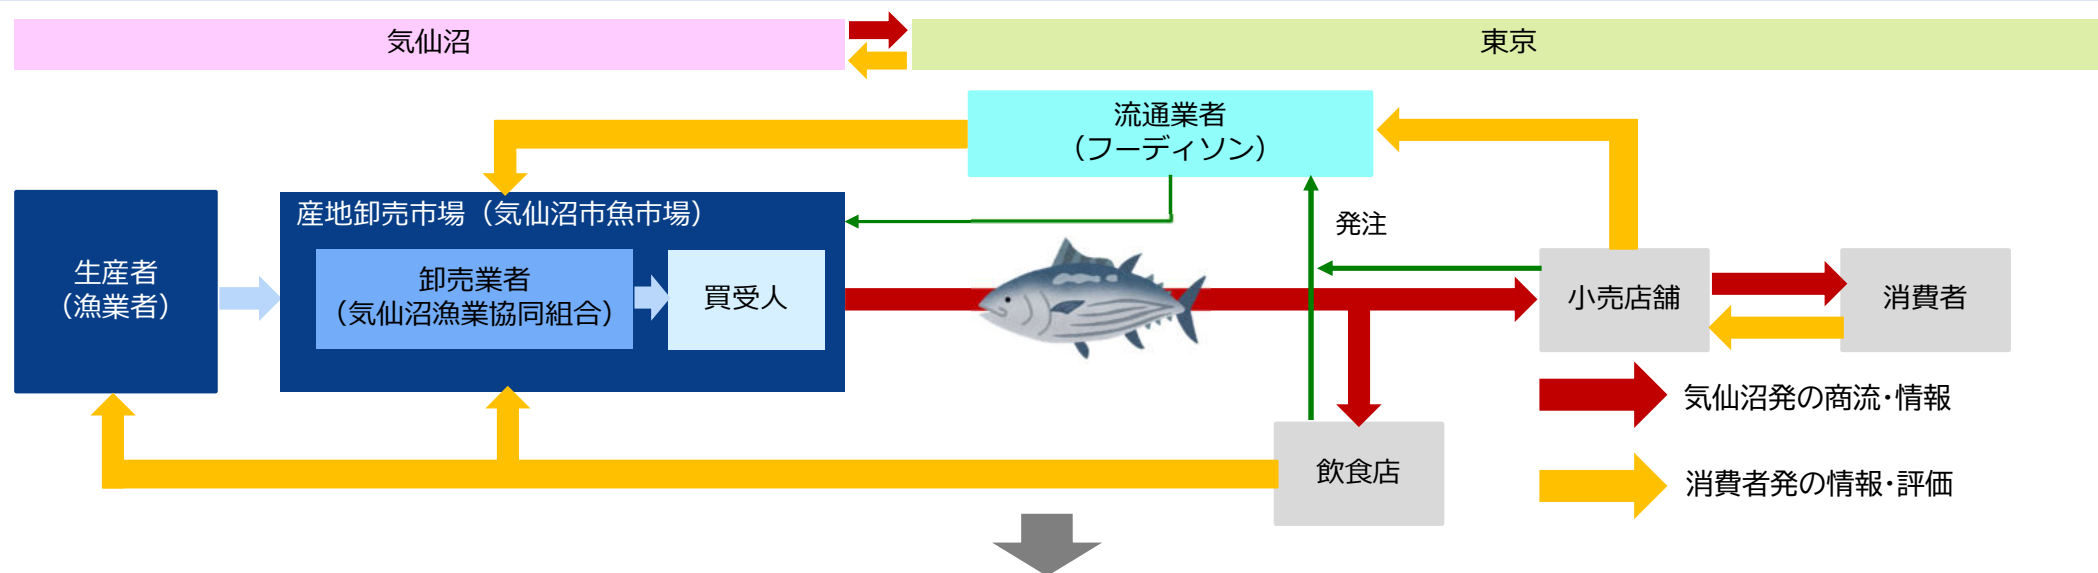 気仙沼
東京
流通業者
（フーディソン）
産地卸売市場（気仙沼市魚市場）
発注
生産者
（漁業者）
卸売業者
（気仙沼漁業協同組合）
買受人
小売店舗
消費者
気仙沼発の商流･情報
飲食店
消費者発の情報･評価